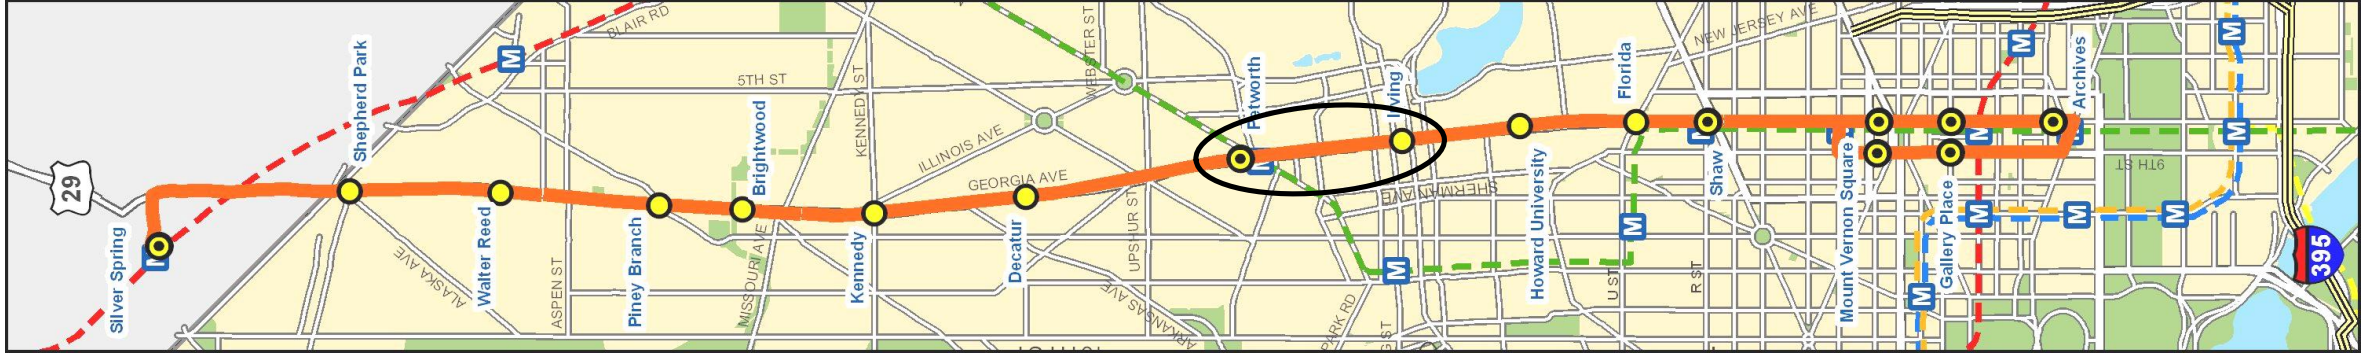 BLAIR RD
Shepherd Park
M
WEBSTER ST
NEW JERSEY AVE
M
M
5TH ST
KENNEDY ST
Petworth
Irving
Florida
Archives
29
Brightwood
ILLINOIS AVE
GEORGIA AVE
M
M
M
M
M
M
Shaw
9TH ST
SHERMAN AVE
Silver Spring
M
ALASKA AVE
Walter Reed
ASPEN ST
Piney Branch
MISSOURI AVE
Kennedy
Decatur
UPSHUR ST
ARKANSAS AVE
PARK RD
M
Howard University
U ST
M
R ST
Mount Vernon Square
M
Gallery Place
M
M
M
395